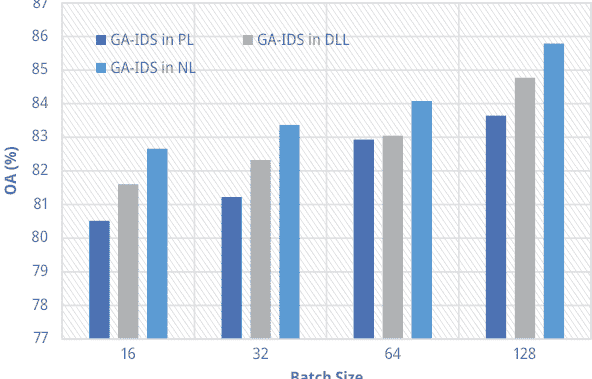 87
86
85
84
83
82
81
80
79
78
77
OA (%)
GA-IDS in PL
GA-IDS in DLL
GA-IDS in NL
16 32 64 128
Batch Size